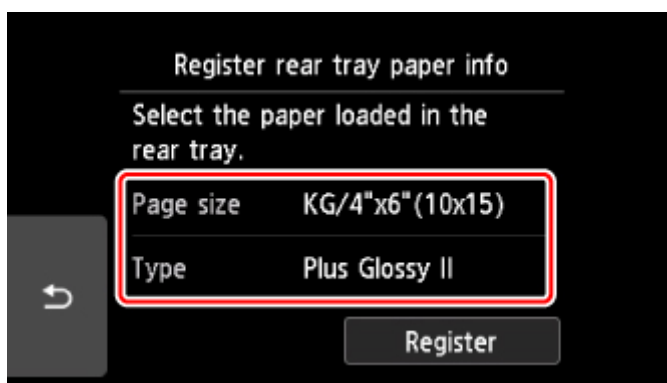 Register rear tray paper info
Select the paper loaded in the
rear tray.
Page size KG/4"x6"(10x15)
Type Plus Glossy II
Register